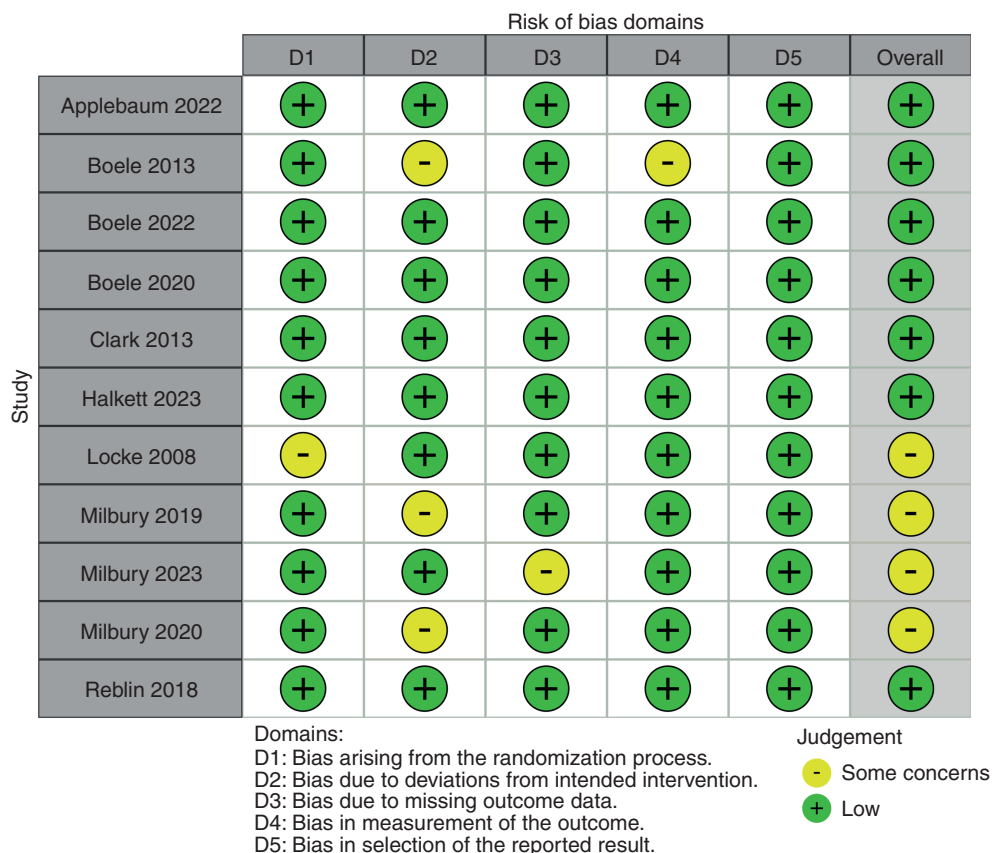 Risk of bias domains
D1 D2 D3 D4 D5 Overall
Study
Applebaum 2022 + + + + + +
Boele 2013 + - + - + +
Boele 2022 + + + + + +
Boele 2020 + + + + + +
Clark 2013 + + + + + +
Halkett 2023 + + + + + +
Locke 2008 - + + + + -
Milbury 2019 + - + + + -
Milbury 2023 + + - + + -
Milbury 2020 + - + + + -
Reblin 2018 + + + + + +
Domains:
D1: Bias arising from the randomization process.
D2: Bias due to deviations from intended intervention.
D3: Bias due to missing outcome data.
D4: Bias in measurement of the outcome.
D5: Bias in selection of the reported result.
Judgement
- Some concerns
+ Low